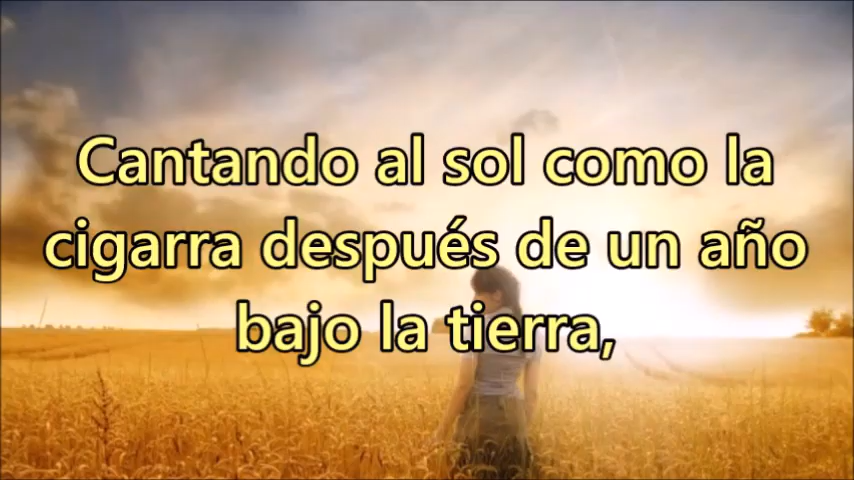 Cantando al sol como la
cigarra después de un año
bajo la tierra,